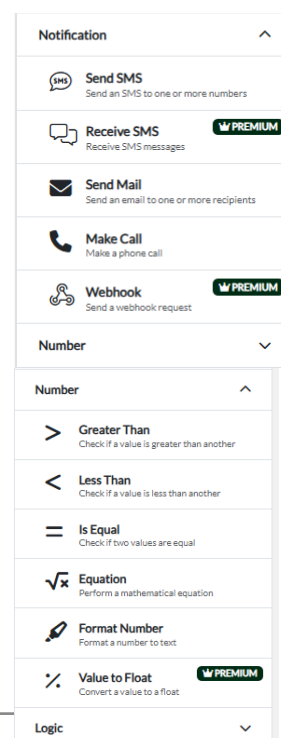 Notification
SMS
Send SMS
Send an SMS to one or more numbers
Receive SMS
PREMIUM
Receive SMS messages
Send Mail
Send an email to one or more recipients
Make Call
Make a phone call
Webhook
PREMIUM
Send a webhook request
Number
Number
Greater Than
Check if a value is greater than another
Less Than
Check if a value is less than another
Is Equal
Check if two values are equal
Equation
Perform a mathematical equation
Format Number
Format a number to text
Value to Float
PREMIUM
Convert a value to a float
Logic